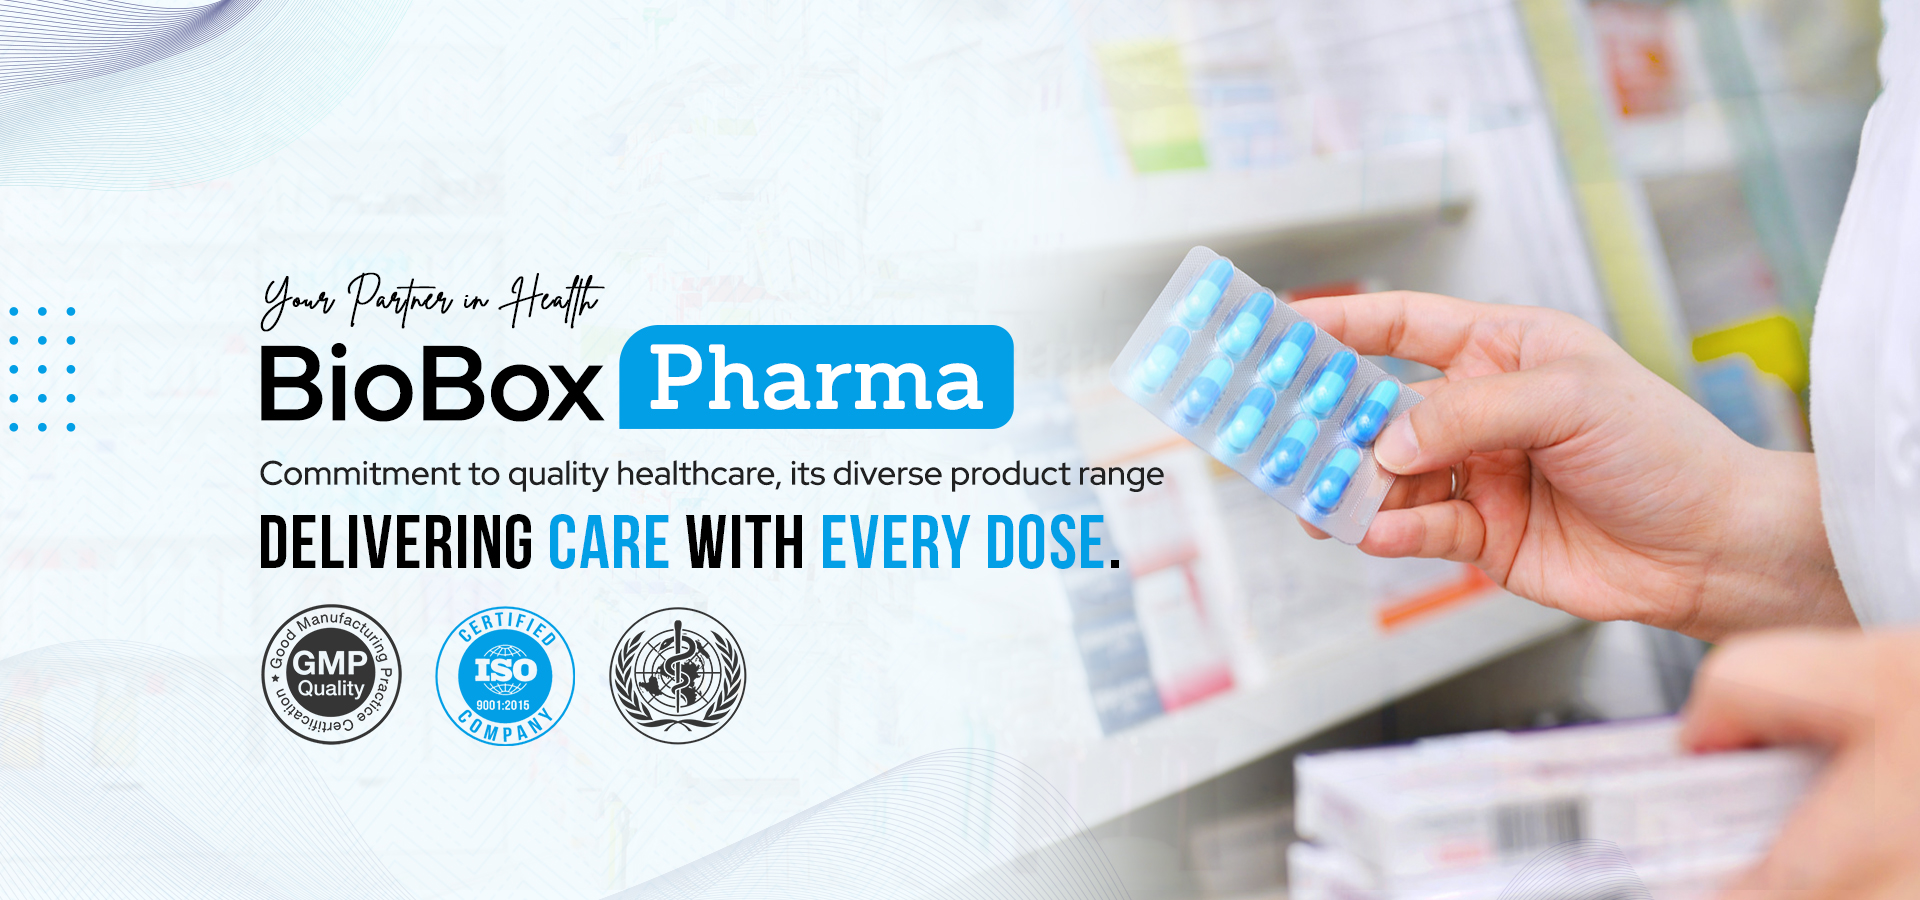 Your Partner in Health
BioBox Pharma
Commitment to quality healthcare, its diverse product range
DELIVERING CARE WITH EVERY DOSE.
Good Manufacturing Practice Certification
GMP
Quality
CERTIFIED
ISO
9001:2015
COMPANY